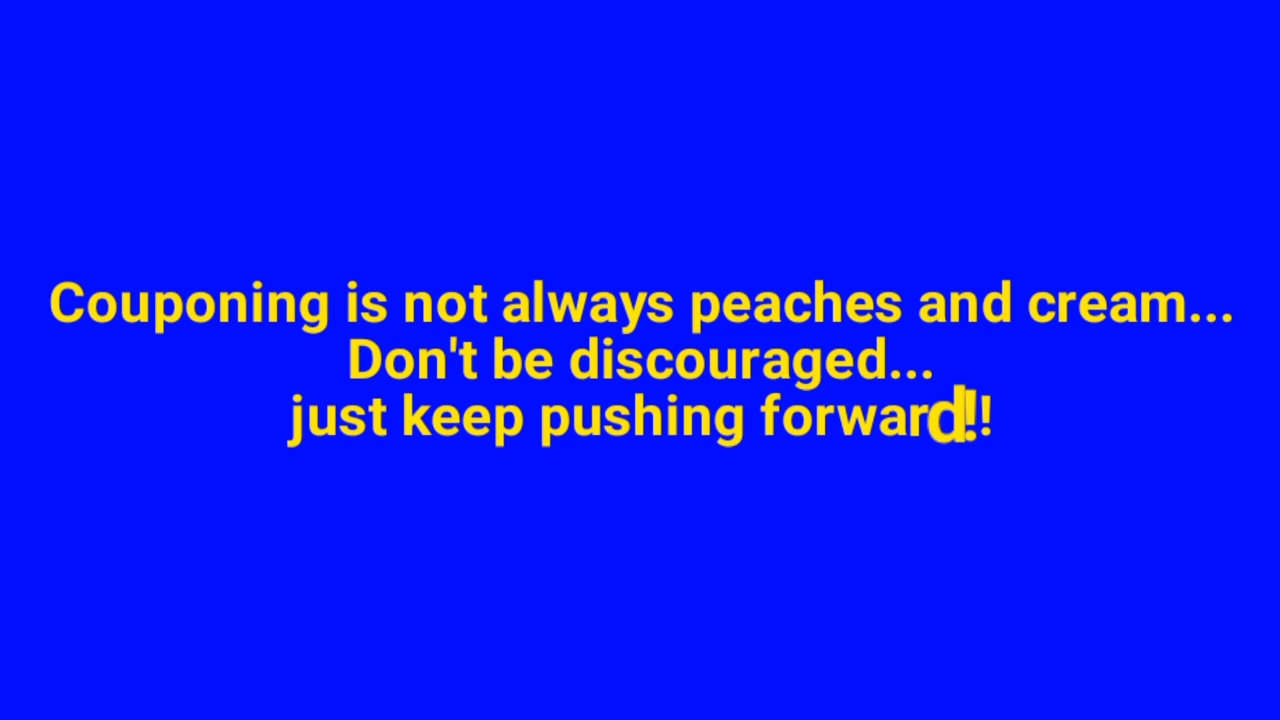 Couponing is not always peaches and cream...
Don't be discouraged...
just keep pushing forward!!